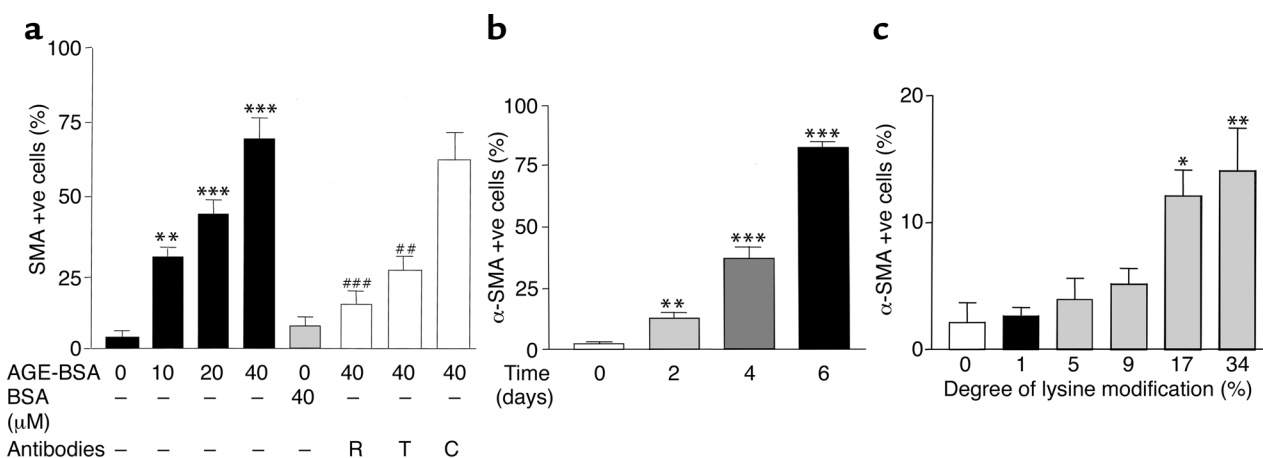 a
SMA +ve cells (%)
100
75
50
25
0
**
***
***
###
##
AGE-BSA 0 10 20 40 0 40 40 40
BSA – – – – 40 – – –
(μM)
Antibodies – – – – – R T C
b
α-SMA +ve cells (%)
100
75
50
25
0
**
***
***
Time 0 2 4 6
(days)
c
α-SMA +ve cells (%)
20
10
0
*
**
0 1 5 9 17 34
Degree of lysine modification (%)